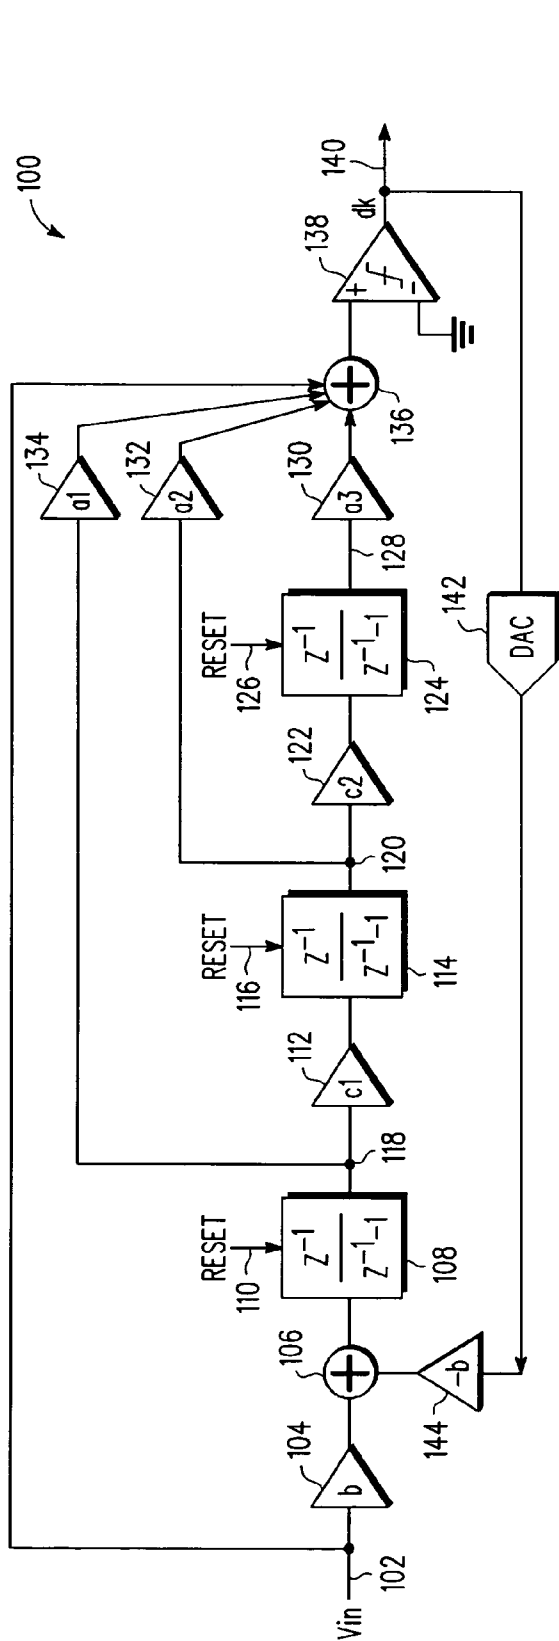 100
134
a1
132
a2
130
a3
136
138
+
f
-
dk
140
RESET
126
z⁻¹
z⁻¹-1
124
128
122
c2
120
RESET
116
z⁻¹
z⁻¹-1
114
112
c1
118
RESET
110
z⁻¹
z⁻¹-1
108
106
+
104
b
Vin
102
144
-b
142
DAC
+